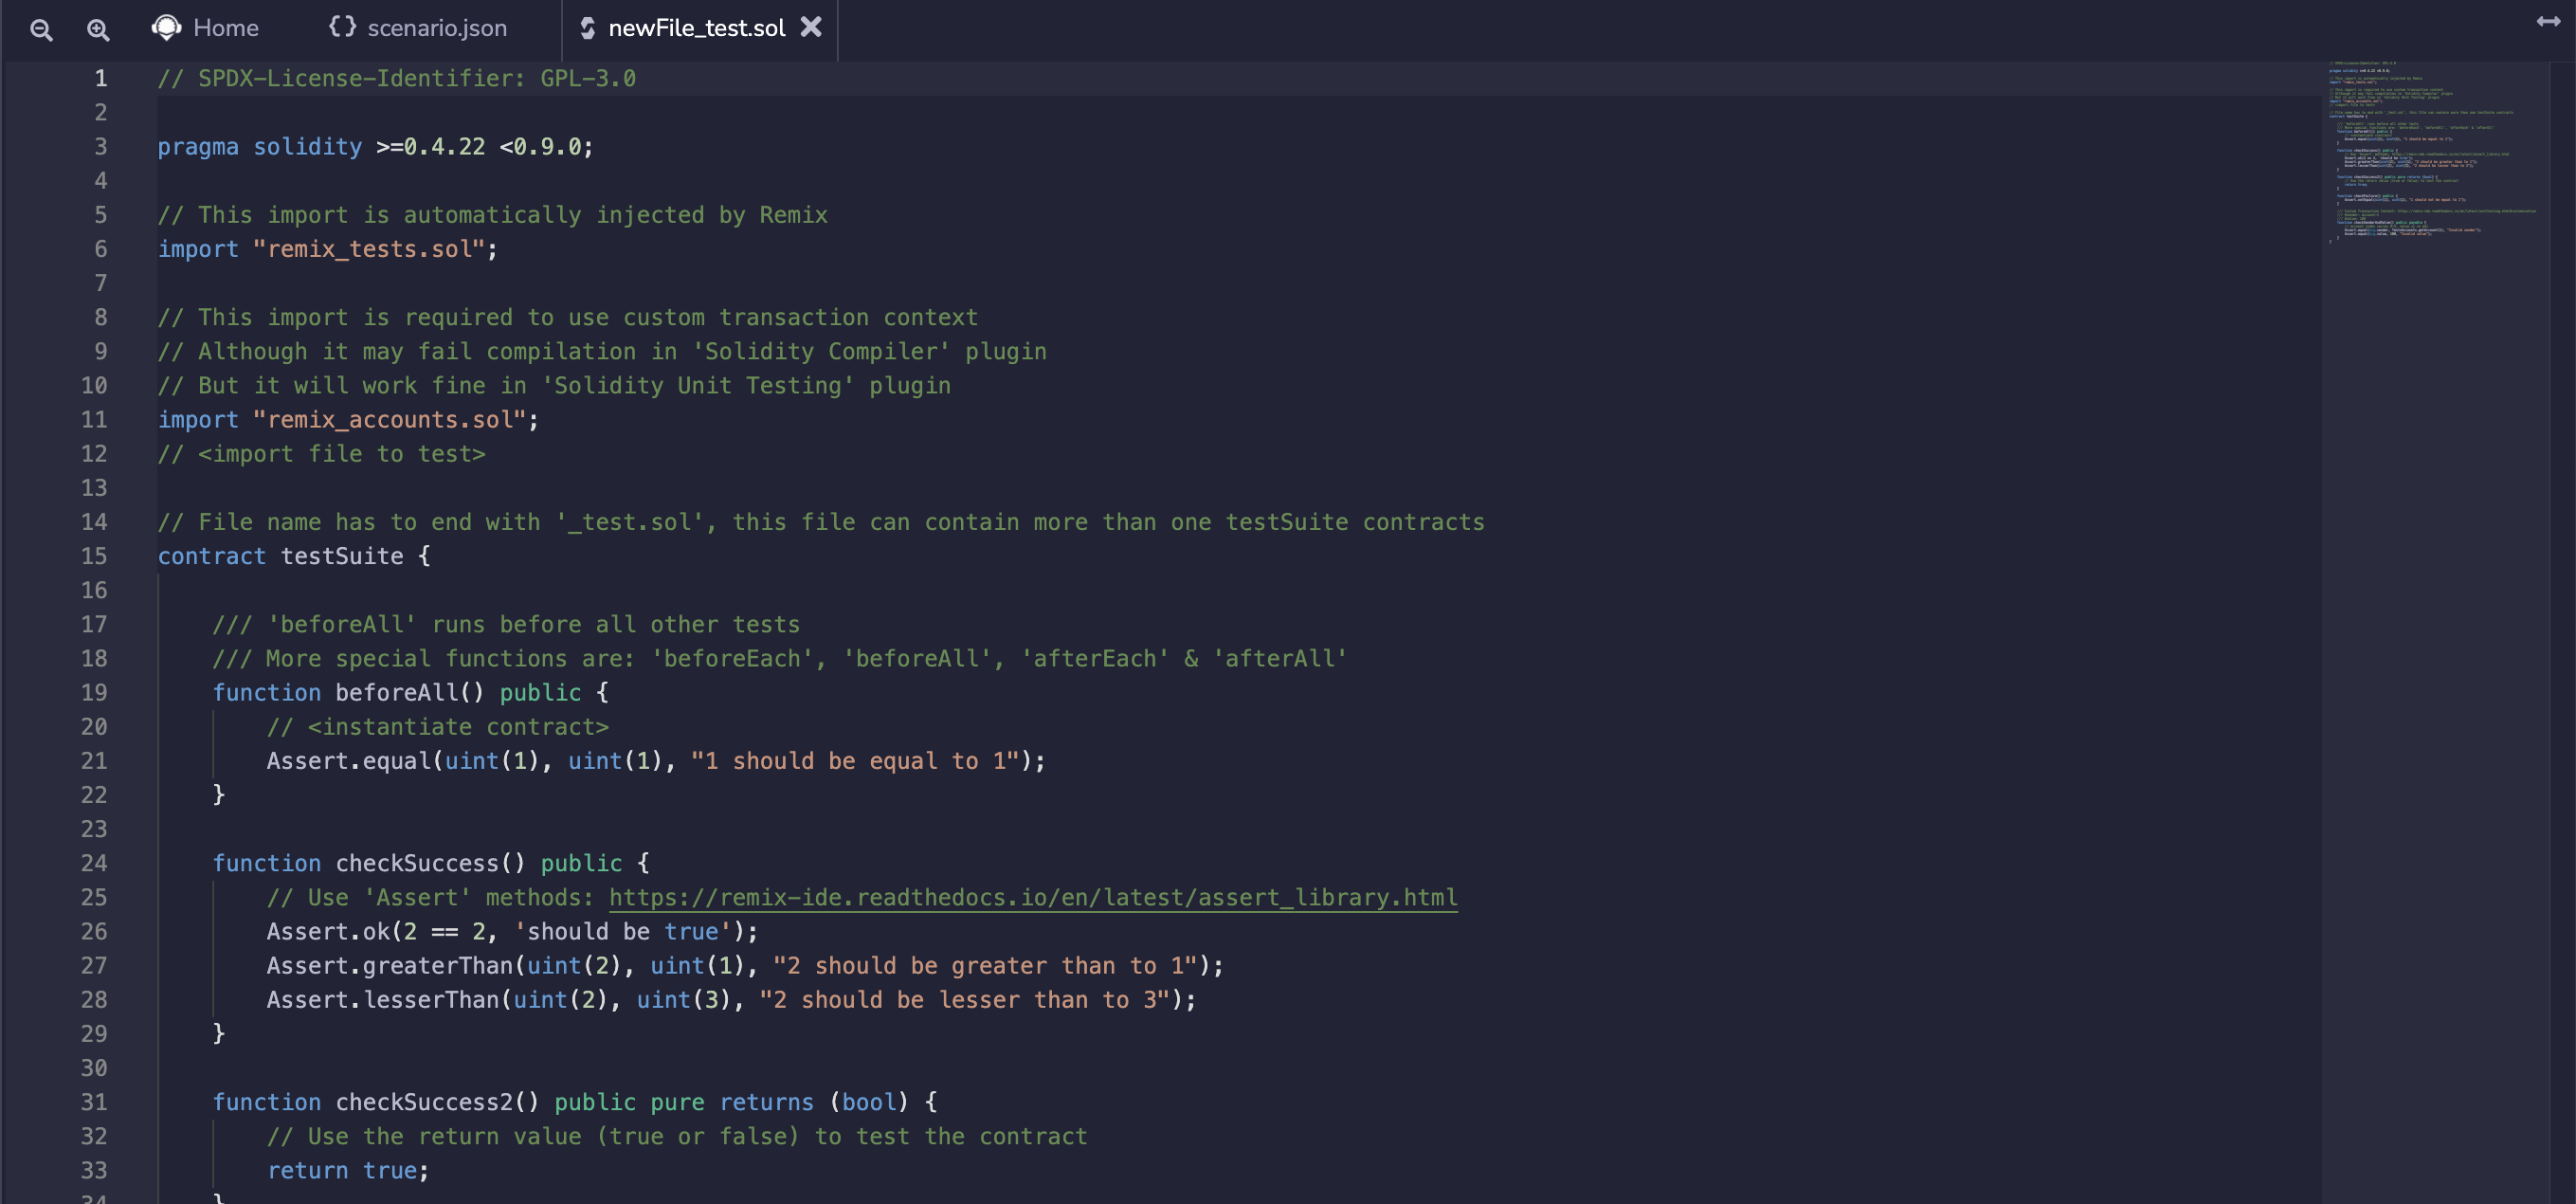 Home
scenario.json
newFile_test.sol
1 // SPDX-License-Identifier: GPL-3.0
2
3 pragma solidity >=0.4.22 <0.9.0;
4
5 // This import is automatically injected by Remix
6 import "remix_tests.sol";
7
8 // This import is required to use custom transaction context
9 // Although it may fail compilation in 'Solidity Compiler' plugin
10 // But it will work fine in 'Solidity Unit Testing' plugin
11 import "remix_accounts.sol";
12 // <import file to test>
13
14 // File name has to end with '_test.sol', this file can contain more than one testSuite contracts
15 contract testSuite {
16
17 /// 'beforeAll' runs before all other tests
18 /// More special functions are: 'beforeEach', 'beforeAll', 'afterEach' & 'afterAll'
19 function beforeAll() public {
20 // <instantiate contract>
21 Assert.equal(uint(1), uint(1), "1 should be equal to 1");
22 }
23
24 function checkSuccess() public {
25 // Use 'Assert' methods: https://remix-ide.readthedocs.io/en/latest/assert_library.html
26 Assert.ok(2 == 2, 'should be true');
27 Assert.greaterThan(uint(2), uint(1), "2 should be greater than to 1");
28 Assert.lesserThan(uint(2), uint(3), "2 should be lesser than to 3");
29 }
30
31 function checkSuccess2() public pure returns (bool) {
32 // Use the return value (true or false) to test the contract
33 return true;
34 }